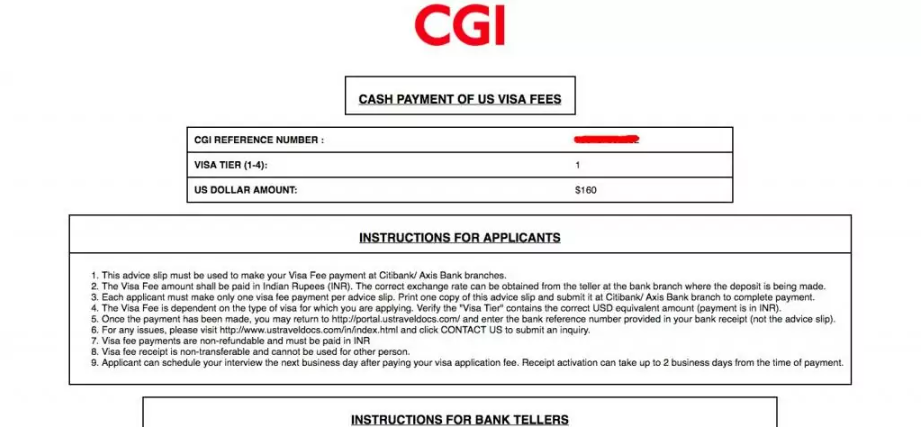 CGI
CASH PAYMENT OF US VISA FEES
CGI REFERENCE NUMBER :
VISA TIER (1-4): 1
US DOLLAR AMOUNT: $160
INSTRUCTIONS FOR APPLICANTS
1. This advice slip must be used to make your Visa Fee payment at Citibank/ Axis Bank branches.
2. The Visa Fee amount shall be paid in Indian Rupees (INR). The correct exchange rate can be obtained from the teller at the bank branch where the deposit is being made.
3. Each applicant must make only one visa fee payment per advice slip. Print one copy of this advice slip and submit it at Citibank/ Axis Bank branch to complete payment.
4. The Visa Fee is dependent on the type of visa for which you are applying. Verify the "Visa Tier" contains the correct USD equivalent amount (payment is in INR).
5. Once the payment has been made, you may return to http://portal.ustraveldocs.com/ and enter the bank reference number provided in your bank receipt (not the advice slip).
6. For any issues, please visit http://www.ustraveldocs.com/in/index.html and click CONTACT US to submit an inquiry.
7. Visa fee payments are non-refundable and must be paid in INR
8. Visa fee receipt is non-transferable and cannot be used for other person.
9. Applicant can schedule your interview the next business day after paying your visa application fee. Receipt activation can take up to 2 business days from the time of payment.
INSTRUCTIONS FOR BANK TELLERS